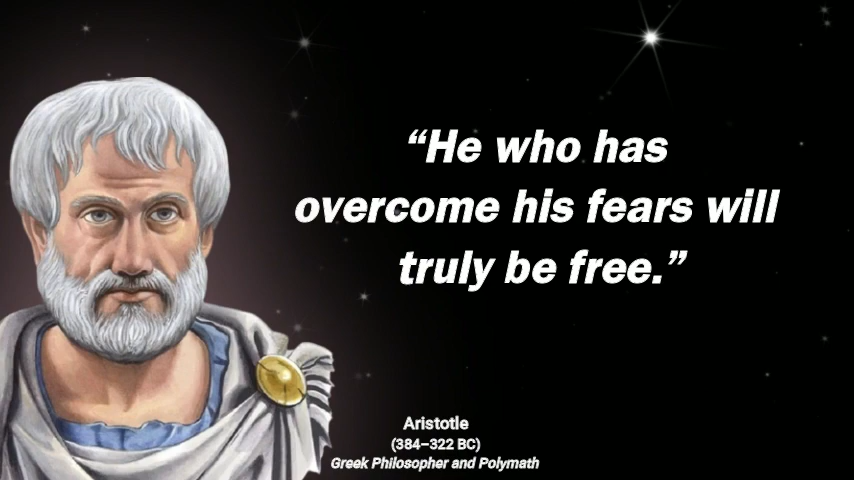 “He who has
overcome his fears will
truly be free.”
Aristotle
(384–322 BC)
Greek Philosopher and Polymath